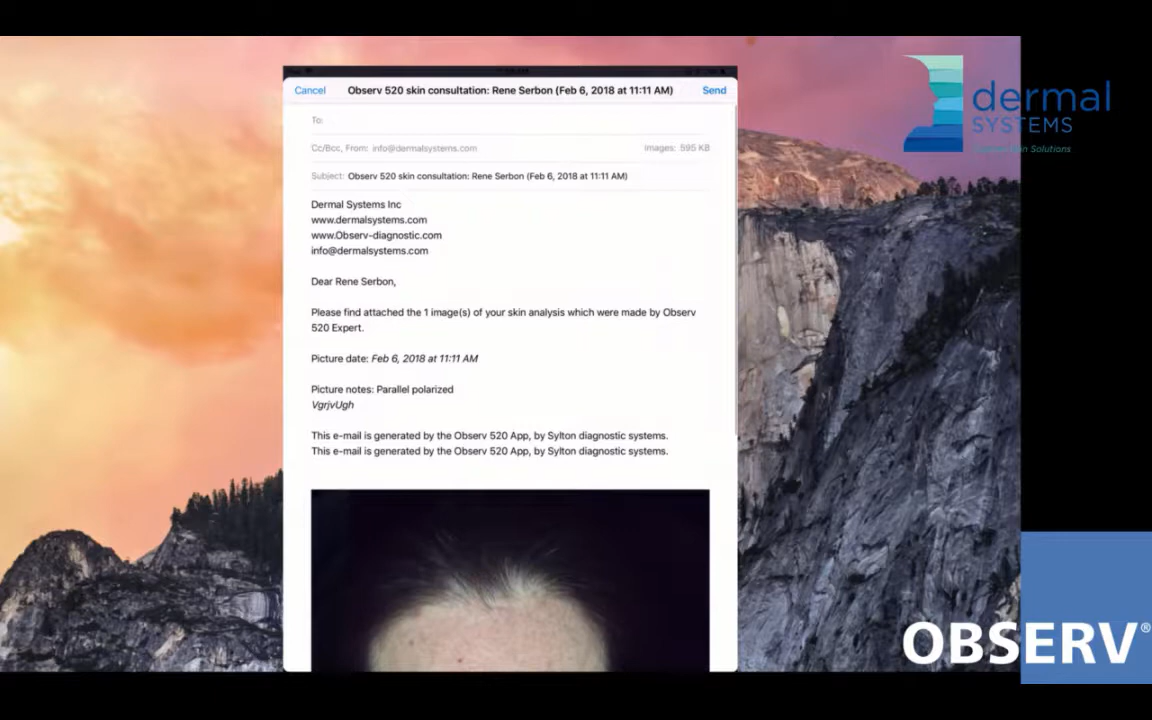 Cancel Observ 520 skin consultation: Rene Serbon (Feb 6, 2018 at 11:11 AM) Send
To:
Cc/Bcc, From: info@dermalsystems.com Images: 595 KB
Subject: Observ 520 skin consultation: Rene Serbon (Feb 6, 2018 at 11:11 AM)
Dermal Systems Inc
www.dermalsystems.com
www.Observ-diagnostic.com
info@dermalsystems.com
Dear Rene Serbon,
Please find attached the 1 image(s) of your skin analysis which were made by Observ
520 Expert.
Picture date: Feb 6, 2018 at 11:11 AM
Picture notes: Parallel polarized
VgrjvUgh
This e-mail is generated by the Observ 520 App, by Sylton diagnostic systems.
This e-mail is generated by the Observ 520 App, by Sylton diagnostic systems.
dermal
SYSTEMS
Skin Solutions
OBSERV®